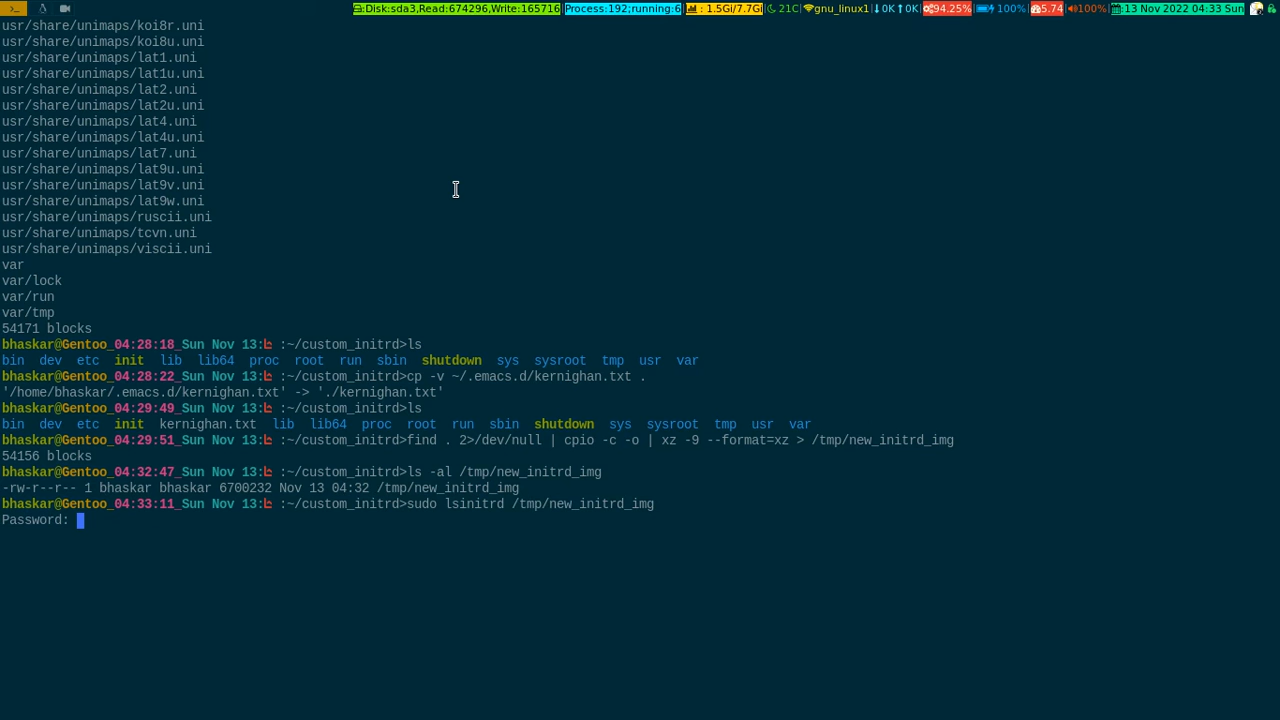 Disk:sda3,Read:674296,Write:165716 Process:192;running:6 : 1.5Gi/7.7Gi 21C gnu_linux1 0K 0K 94.25% 100% 5.74 100% :13 Nov 2022 04:33 Sun
usr/share/unimaps/koi8r.uni
usr/share/unimaps/koi8u.uni
usr/share/unimaps/lat1.uni
usr/share/unimaps/lat1u.uni
usr/share/unimaps/lat2.uni
usr/share/unimaps/lat2u.uni
usr/share/unimaps/lat4.uni
usr/share/unimaps/lat4u.uni
usr/share/unimaps/lat7.uni
usr/share/unimaps/lat9u.uni
usr/share/unimaps/lat9v.uni
usr/share/unimaps/lat9w.uni
usr/share/unimaps/ruscii.uni
usr/share/unimaps/tcvn.uni
usr/share/unimaps/viscii.uni
var
var/lock
var/run
var/tmp
54171 blocks
bhaskar@Gentoo_04:28:18_Sun Nov 13: :~/custom_initrd>ls
bin dev etc init lib lib64 proc root run sbin shutdown sys sysroot tmp usr var
bhaskar@Gentoo_04:28:22_Sun Nov 13: :~/custom_initrd>cp -v ~/.emacs.d/kernighan.txt .
'/home/bhaskar/.emacs.d/kernighan.txt' -> './kernighan.txt'
bhaskar@Gentoo_04:29:49_Sun Nov 13: :~/custom_initrd>ls
bin dev etc init kernighan.txt lib lib64 proc root run sbin shutdown sys sysroot tmp usr var
bhaskar@Gentoo_04:29:51_Sun Nov 13: :~/custom_initrd>find . 2>/dev/null | cpio -c -o | xz -9 --format=xz > /tmp/new_initrd_img
54156 blocks
bhaskar@Gentoo_04:32:47_Sun Nov 13: :~/custom_initrd>ls -al /tmp/new_initrd_img
-rw-r--r-- 1 bhaskar bhaskar 6700232 Nov 13 04:32 /tmp/new_initrd_img
bhaskar@Gentoo_04:33:11_Sun Nov 13: :~/custom_initrd>sudo lsinitrd /tmp/new_initrd_img
Password: